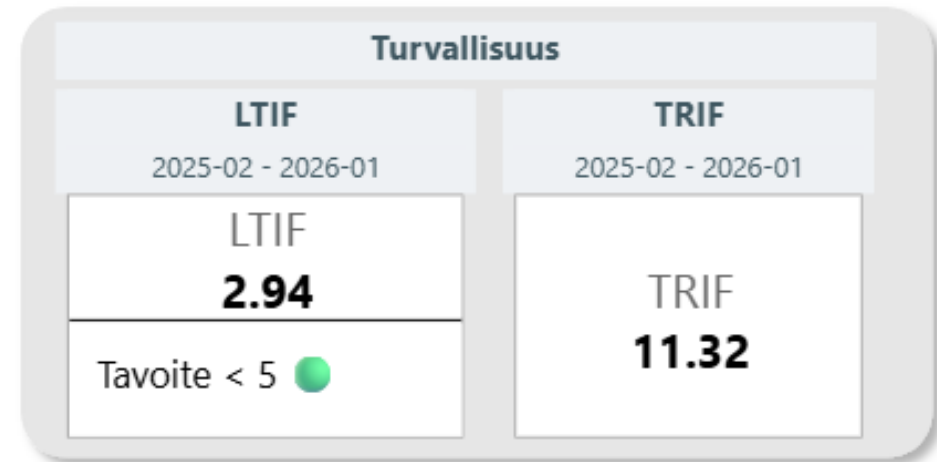 Turvallisuus
LTIF
2025-02 - 2026-01
LTIF
2.94
Tavoite < 5
TRIF
2025-02 - 2026-01
TRIF
11.32